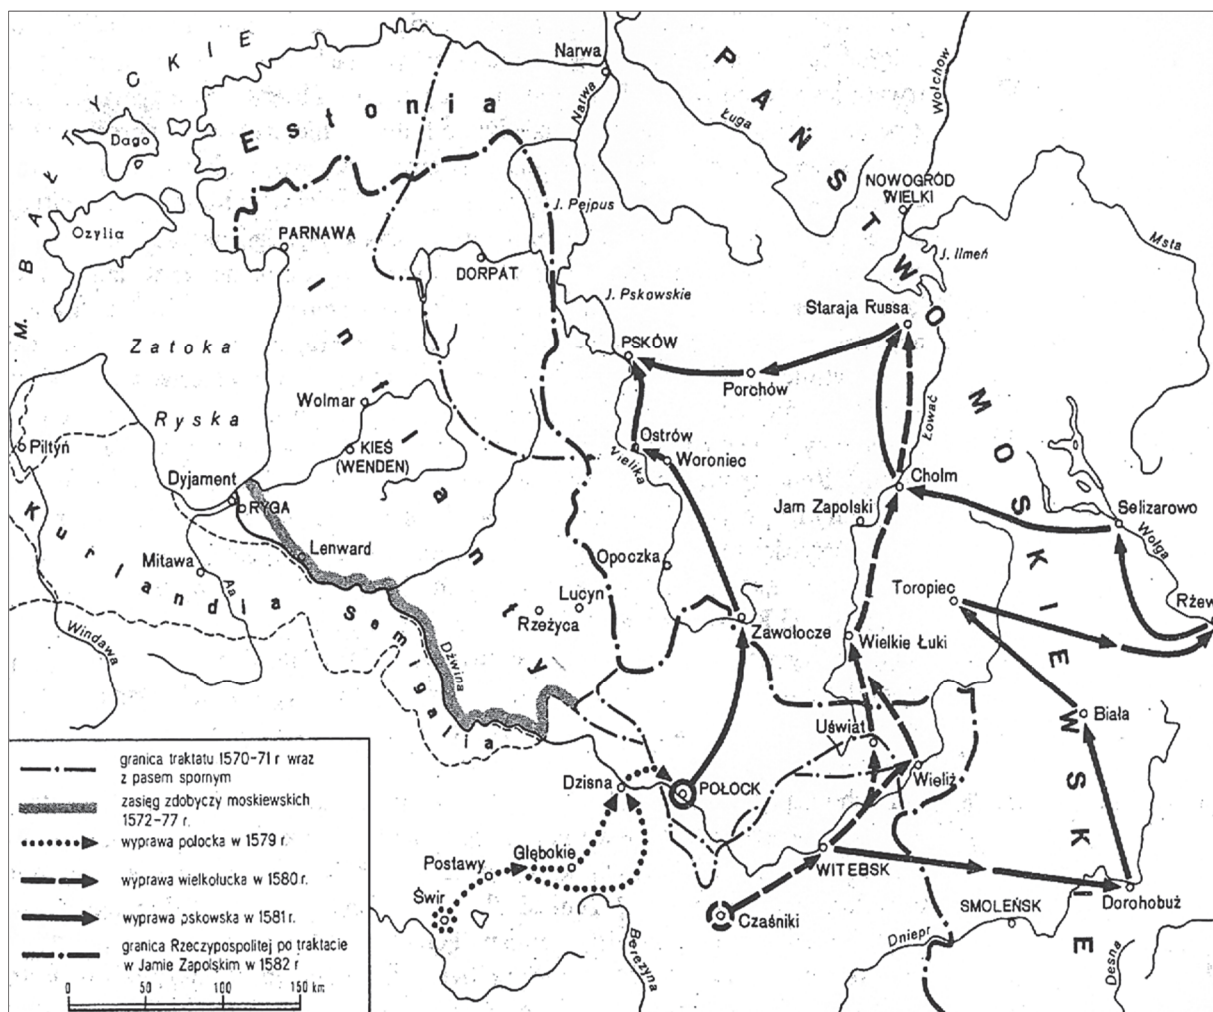 M. BAŁTYCKIE
Dago
Ozylia
Estonia
Narwa
Narwa
PAŃSTWO MOSKIEWSKIE
Ługa
Wołchów
NOWOGRÓD
WIELKI
J. Ilmeń
Msta
J. Pejpus
PARNAWA
DORPAT
J. Pskowskie
Staraja Russa
PSKÓW
Porchów
Zatoka
Ryska
Inflanty
Wolmar
KIEŚ
(WENDEN)
Ostrów
Wielika
Woroniec
Łować
Cholm
Piltyń
Dyjament
RYGA
Jam Zapolski
Selizarowo
Wołga
Kurlandia
Mitawa
Aa
Lenward
Semigalia
Opoczka
Lucyn
Rzeżyca
Toropiec
Rżew
Zawołocze
Wielkie Łuki
Windawa
Dźwina
Biała
Uświat
Dzisna
POŁOCK
Wieliż
Postawy
Głębokie
Świr
WITEBSK
Czaśniki
SMOLEŃSK
Dorohobuż
Berezyna
Dniepr
Desna
granica traktatu 1570-71 r wraz
z pasem spornym
zasięg zdobyczy moskiewskich
1572-77 r.
wyprawa połocka w 1579 r.
wyprawa wielkołucka w 1580 r.
wyprawa pskowska w 1581 r.
granica Rzeczypospolitej po traktacie
w Jamie Zapolskim w 1582 r
0 50 100 150 km